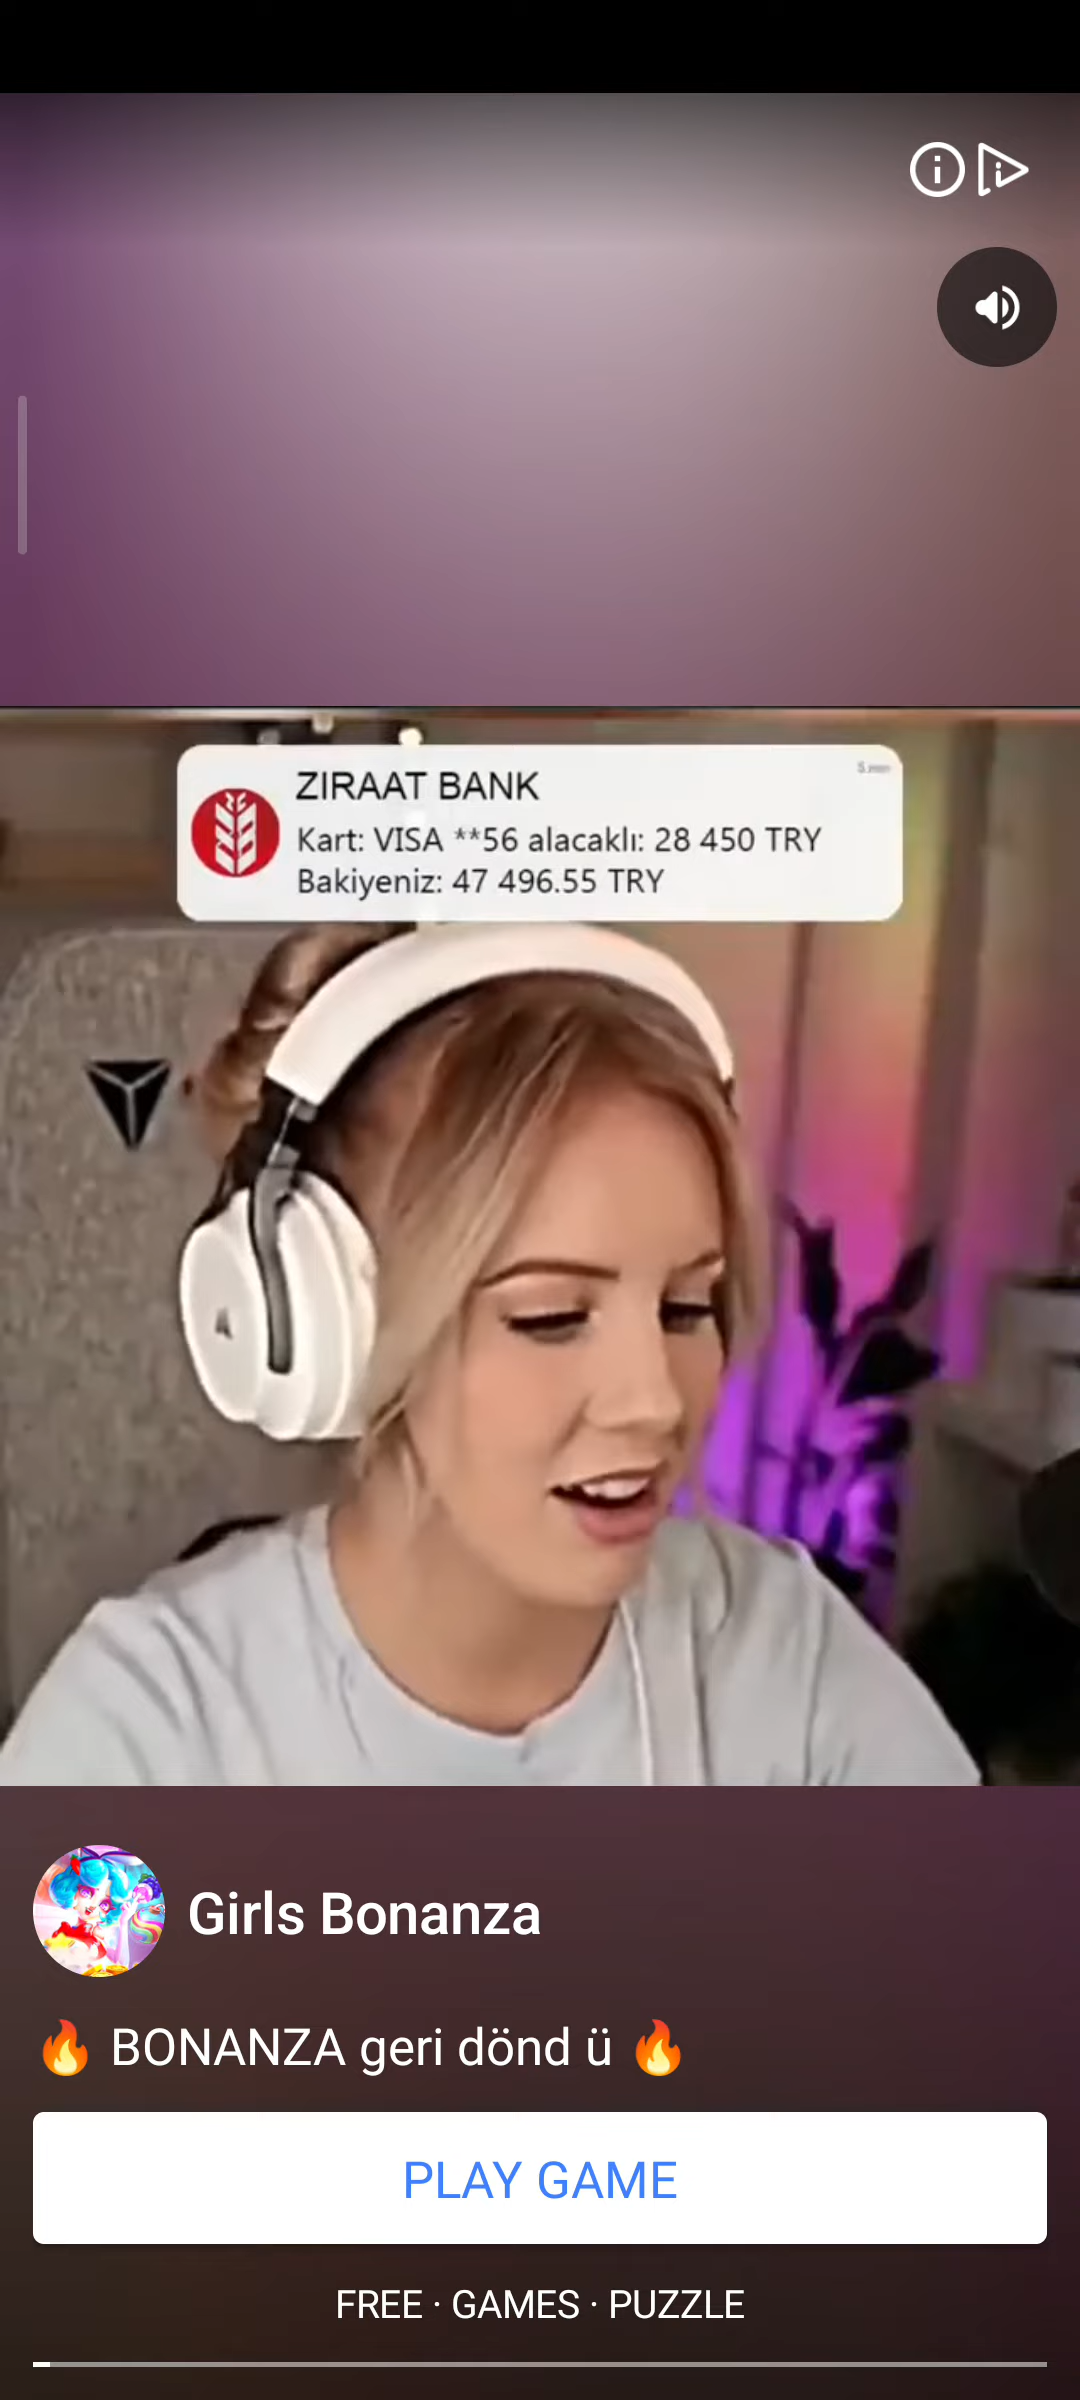 ZIRAAT BANK
Kart: VISA **56 alacaklı: 28 450 TRY
Bakiyeniz: 47 496.55 TRY
Girls Bonanza
🔥 BONANZA geri dönd ü 🔥
PLAY GAME
FREE · GAMES · PUZZLE